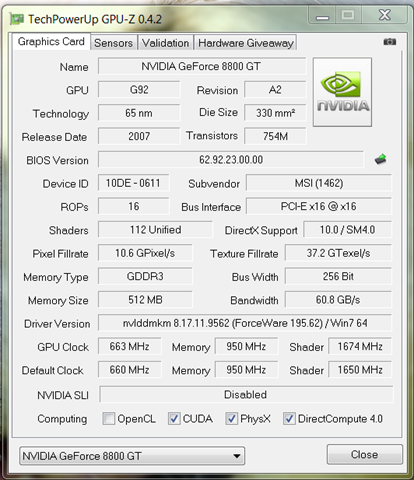 TechPowerUp GPU-Z 0.4.2
Graphics Card Sensors Validation Hardware Giveaway
Name NVIDIA GeForce 8800 GT
GPU G92 Revision A2
Technology 65 nm Die Size 330 mm²
Release Date 2007 Transistors 754M
NVIDIA
BIOS Version 62.92.23.00.00
Device ID 10DE - 0611 Subvendor MSI (1462)
ROPs 16 Bus Interface PCI-E x16 @ x16
Shaders 112 Unified DirectX Support 10.0 / SM4.0
Pixel Fillrate 10.6 GPixel/s Texture Fillrate 37.2 GTexel/s
Memory Type GDDR3 Bus Width 256 Bit
Memory Size 512 MB Bandwidth 60.8 GB/s
Driver Version nvlddmkm 8.17.11.9562 (ForceWare 195.62) / Win7 64
GPU Clock 663 MHz Memory 950 MHz Shader 1674 MHz
Default Clock 660 MHz Memory 950 MHz Shader 1650 MHz
NVIDIA SLI Disabled
Computing OpenCL CUDA PhysX DirectCompute 4.0
NVIDIA GeForce 8800 GT Close